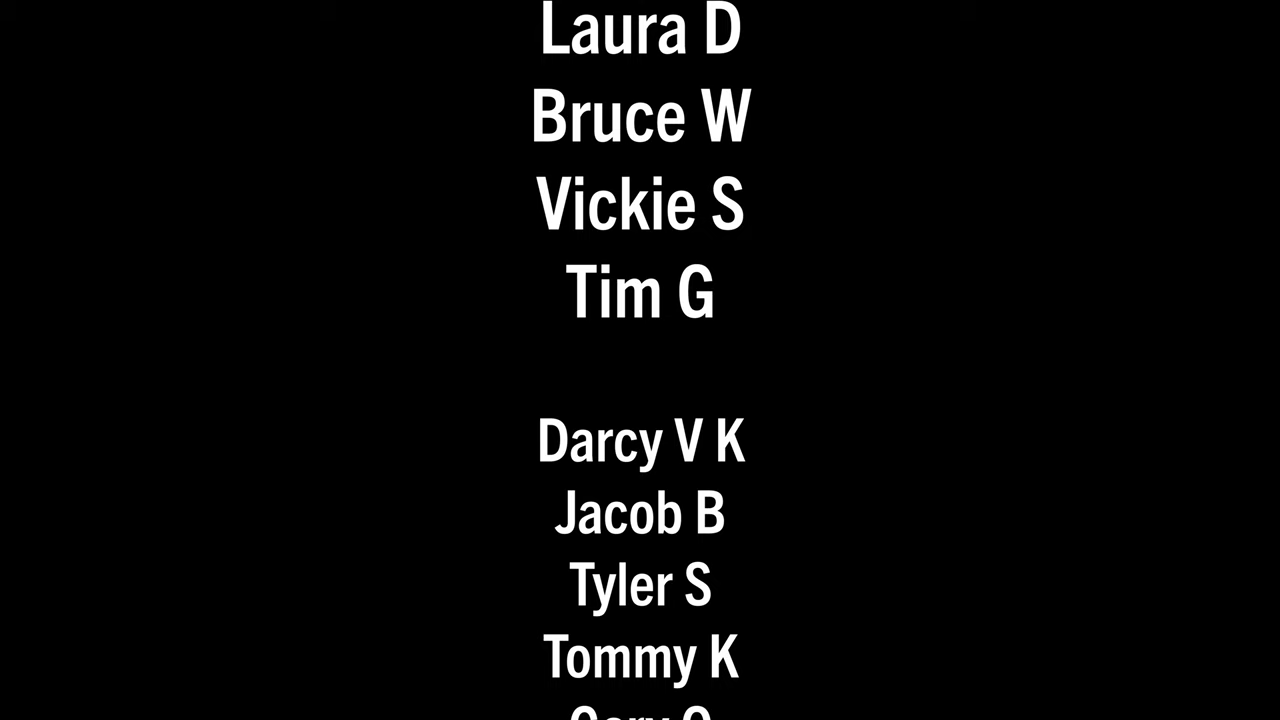 Laura D
Bruce W
Vickie S
Tim G
Darcy V K
Jacob B
Tyler S
Tommy K